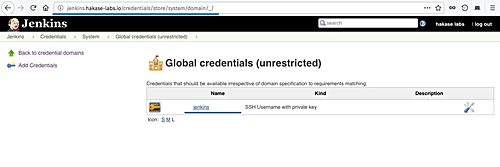 jenkins.hakase-labs.io/credentials/store/system/domain/_/
Jenkins
hakase labs | log out
Jenkins Credentials System Global credentials (unrestricted)
Back to credential domains
Add Credentials
Global credentials (unrestricted)
Credentials that should be available irrespective of domain specification to requirements matching.
Name Kind Description
jenkins SSH Username with private key
Icon: S M L